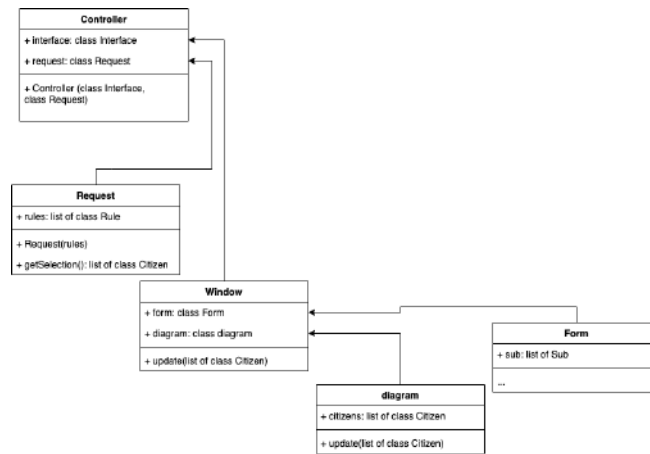 Controller
+ interface: class Interface
+ request: class Request
+ Controller (class Interface,
class Request)
Request
+ rules: list of class Rule
+ Request(rules)
+ getSelection(): list of class Citizen
Window
+ form: class Form
+ diagram: class diagram
+ update(list of class Citizen)
Form
+ sub: list of Sub
...
diagram
+ citizens: list of class Citizen
+ update(list of class Citizen)